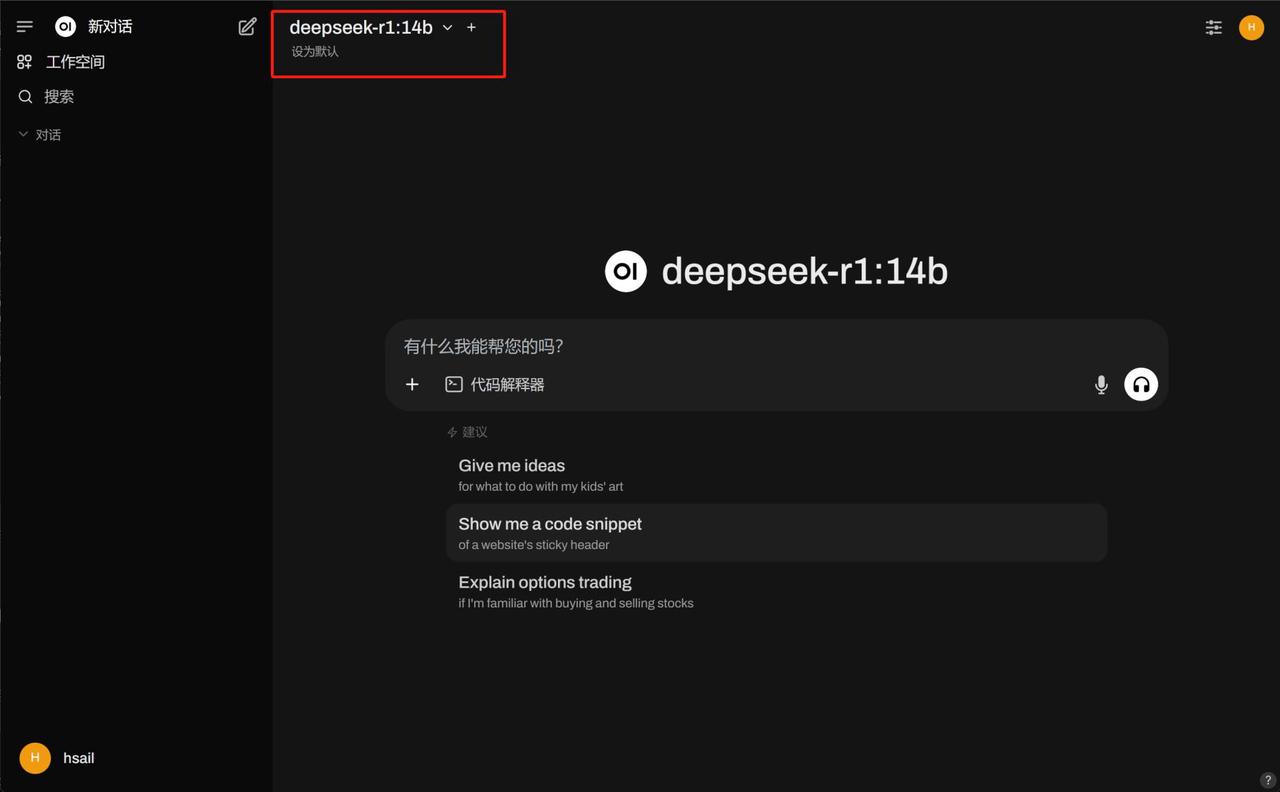 OI 新对话
工作空间
搜索
对话
deepseek-r1:14b
设为默认
H
OI deepseek-r1:14b
有什么我能帮您的吗?
代码解释器
建议
Give me ideas
for what to do with my kids' art
Show me a code snippet
of a website's sticky header
Explain options trading
if I'm familiar with buying and selling stocks
H hsail
?